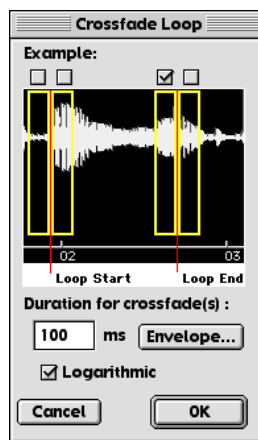 Crossfade Loop
Example:
02 03
Loop Start Loop End
Duration for crossfade(s) :
100 ms Envelope...
Logarithmic
Cancel OK